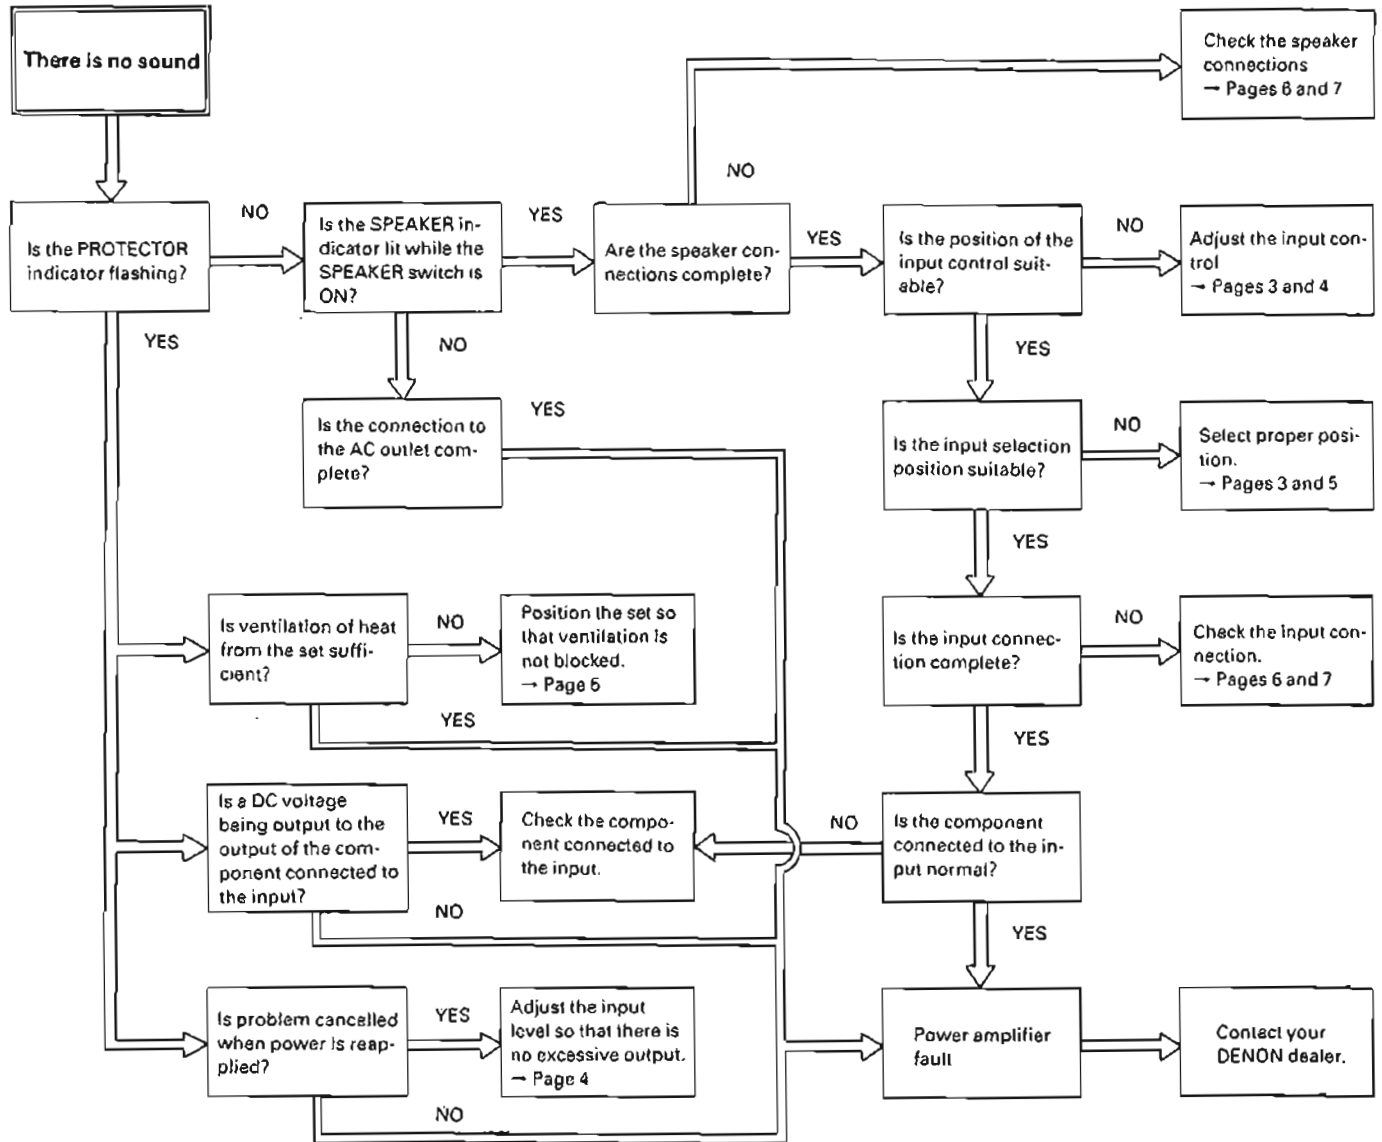 There is no sound
Check the speaker
connections
→ Pages 6 and 7
NO
Is the PROTECTOR
indicator flashing?
NO
Is the SPEAKER in-
dicator lit while the
SPEAKER switch is
ON?
YES
Are the speaker con-
nections complete?
YES
Is the position of the
input control suit-
able?
NO
Adjust the input con-
trol
→ Pages 3 and 4
YES
NO
YES
Is the connection to
the AC outlet com-
plete?
YES
Is the input selection
position suitable?
NO
Select proper posi-
tion.
→ Pages 3 and 5
YES
Is ventilation of heat
from the set suffi-
cient?
NO
Position the set so
that ventilation is
not blocked.
→ Page 5
YES
Is the input connec-
tion complete?
NO
Check the input con-
nection.
→ Pages 6 and 7
YES
Is a DC voltage
being output to the
output of the com-
ponent connected to
the input?
YES
Check the compo-
nent connected to
the input.
NO
NO
Is the component
connected to the in-
put normal?
YES
Is problem cancelled
when power is reap-
plied?
YES
Adjust the input
level so that there is
no excessive output.
→ Page 4
NO
Power amplifier
fault
Contact your
DENON dealer.